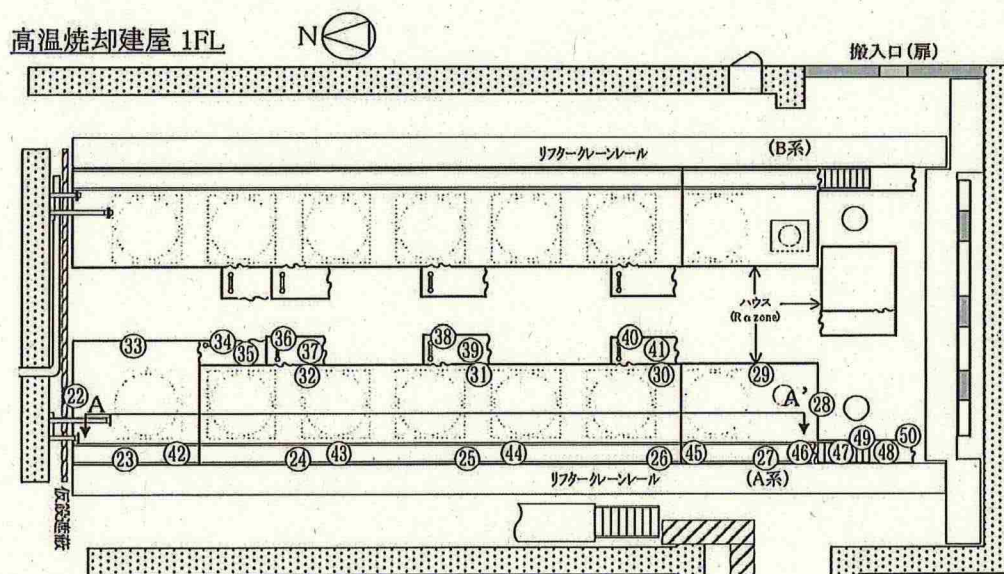 高温焼却建屋 1FL
N
搬入口(扉)
リフタークレーンレール
(B系)
ハウス
(Rαzone)
㉝
㉞
㉟
㊱
㊲
㊳
㊴
㊵
㊶
㉜
㉛
㉚
㉙
㉒
A
A'
㉘
㉓
㊷
㉔
㊸
㉕
㊹
㉖
㊺
㉗
㊻
㊼
㊾
㊽
㊿
リフタークレーンレール
(A系)
仮設遮蔽